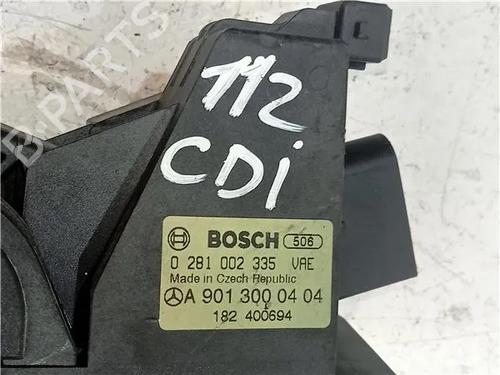 112
CDi
BOSCH 506
0 281 002 335 VAE
Made in Czech Republic
A 901 300 04 04
182 400694
B-PARTS